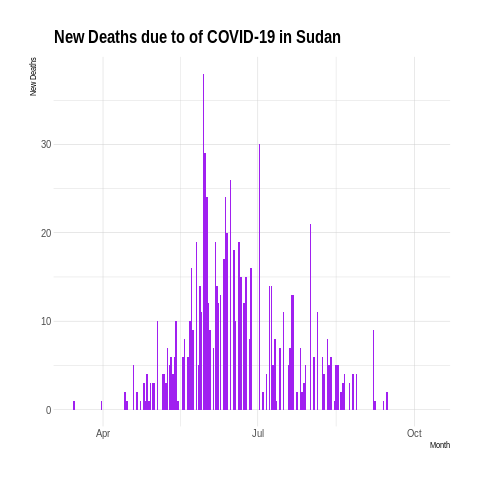 New Deaths due to of COVID-19 in Sudan
New Deaths
30
20
10
0
Apr
Jul
Oct
Month